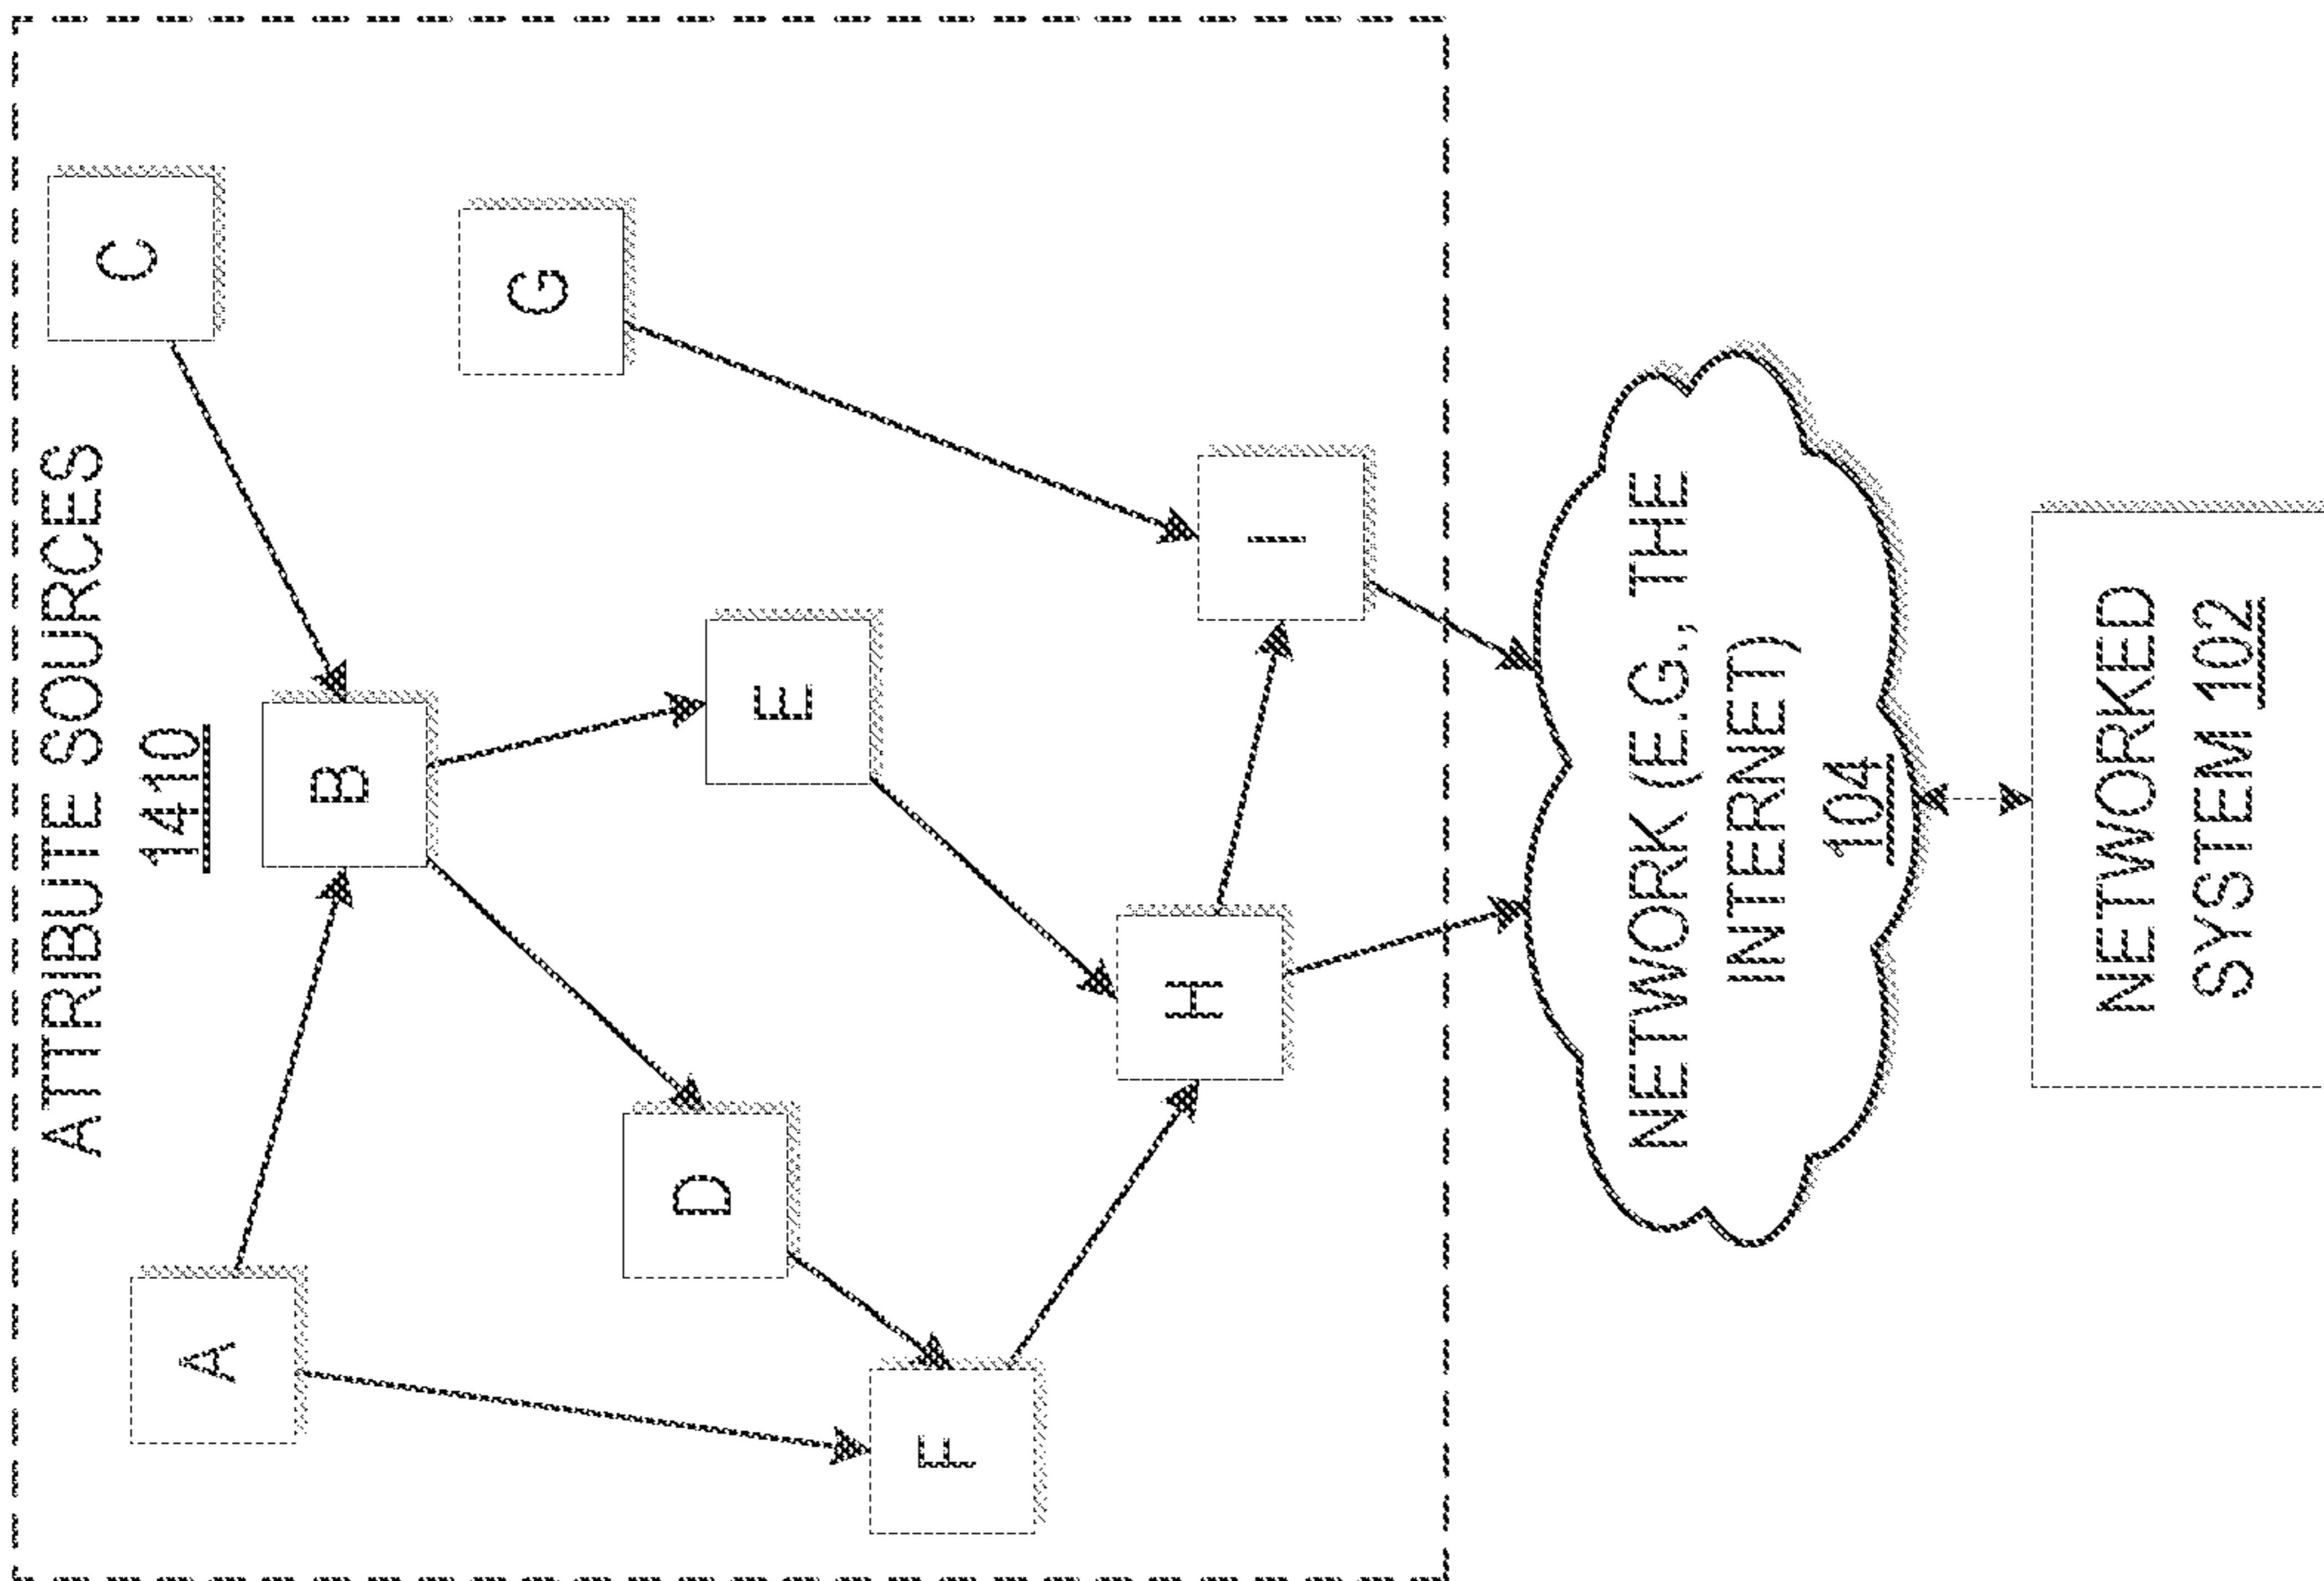 ATTRIBUTE SOURCES
1410
A
B
C
D
E
F
G
H
I
NETWORK (E.G., THE
INTERNET)
104
NETWORKED
SYSTEM 102